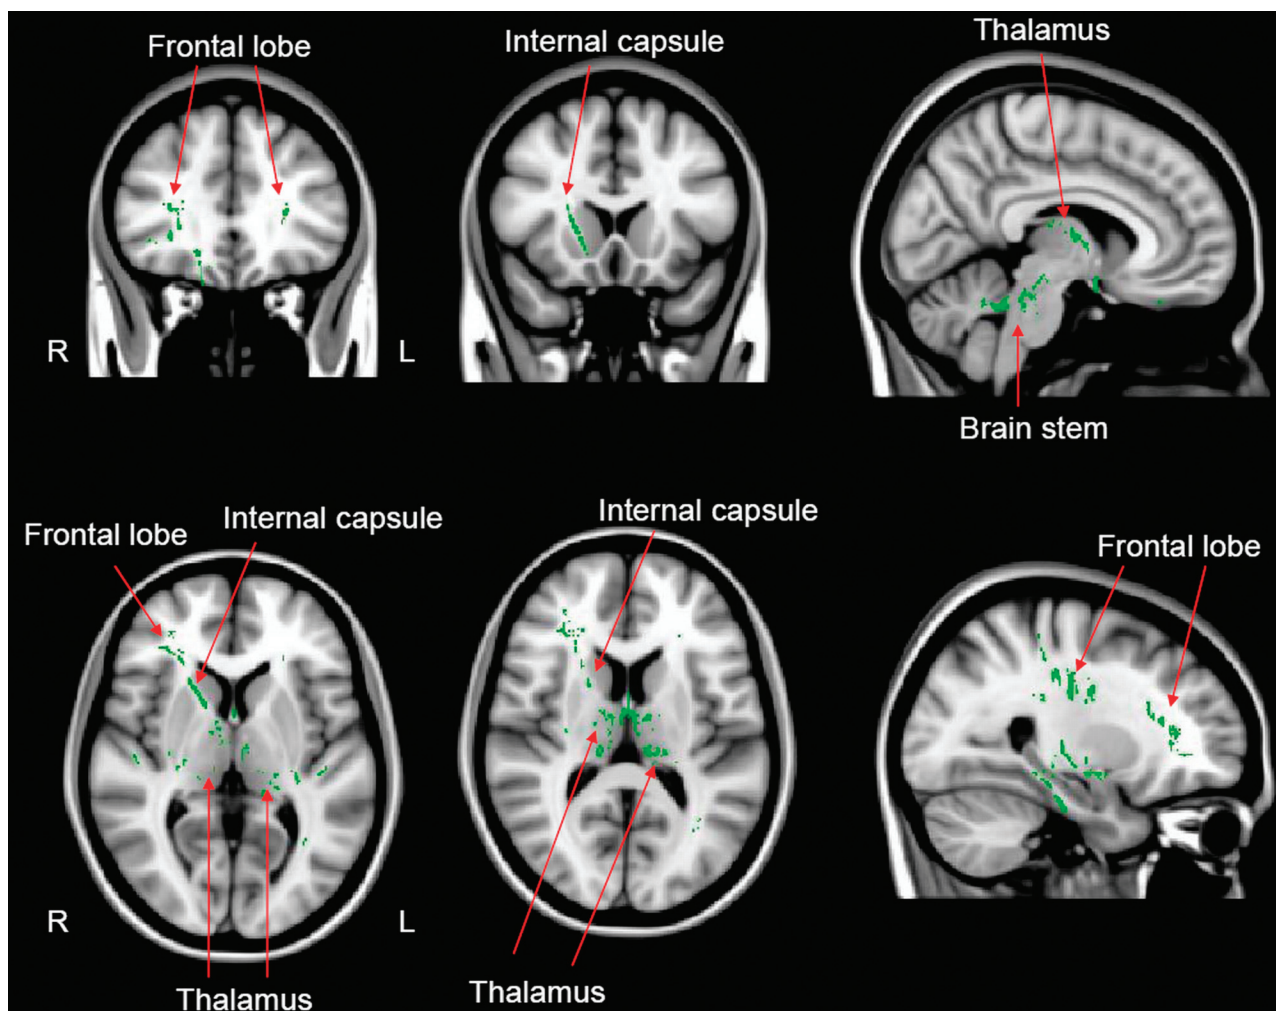 Frontal lobe
Internal capsule
Thalamus
R
L
Brain stem
Frontal lobe
Internal capsule
Internal capsule
Frontal lobe
R
L
Thalamus
Thalamus